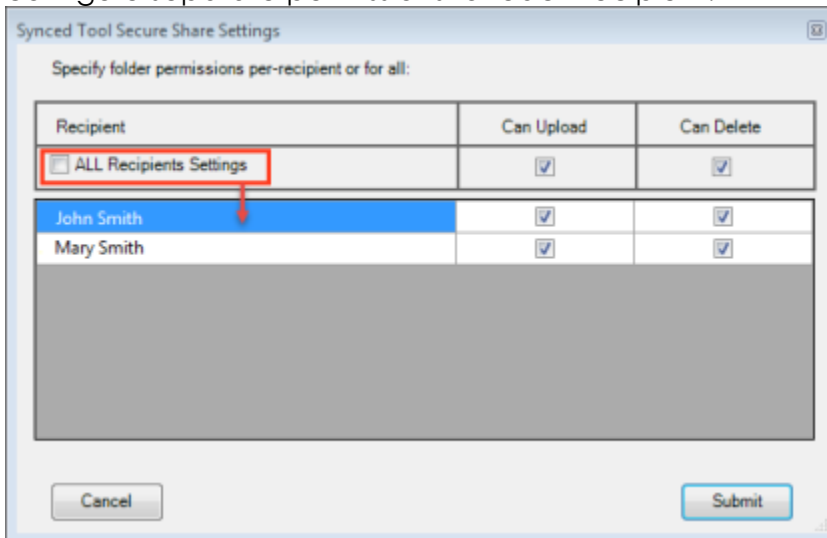 Synced Tool Secure Share Settings
Specify folder permissions per-recipient or for all:
Recipient Can Upload Can Delete
ALL Recipients Settings
John Smith
Mary Smith
Cancel Submit